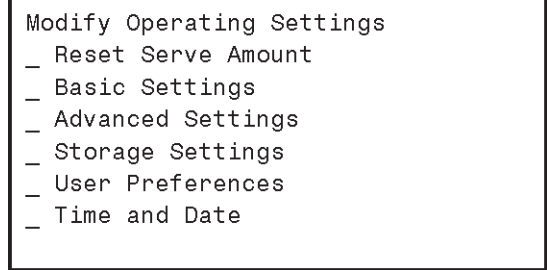 Modify Operating Settings
_ Reset Serve Amount
_ Basic Settings
_ Advanced Settings
_ Storage Settings
_ User Preferences
_ Time and Date